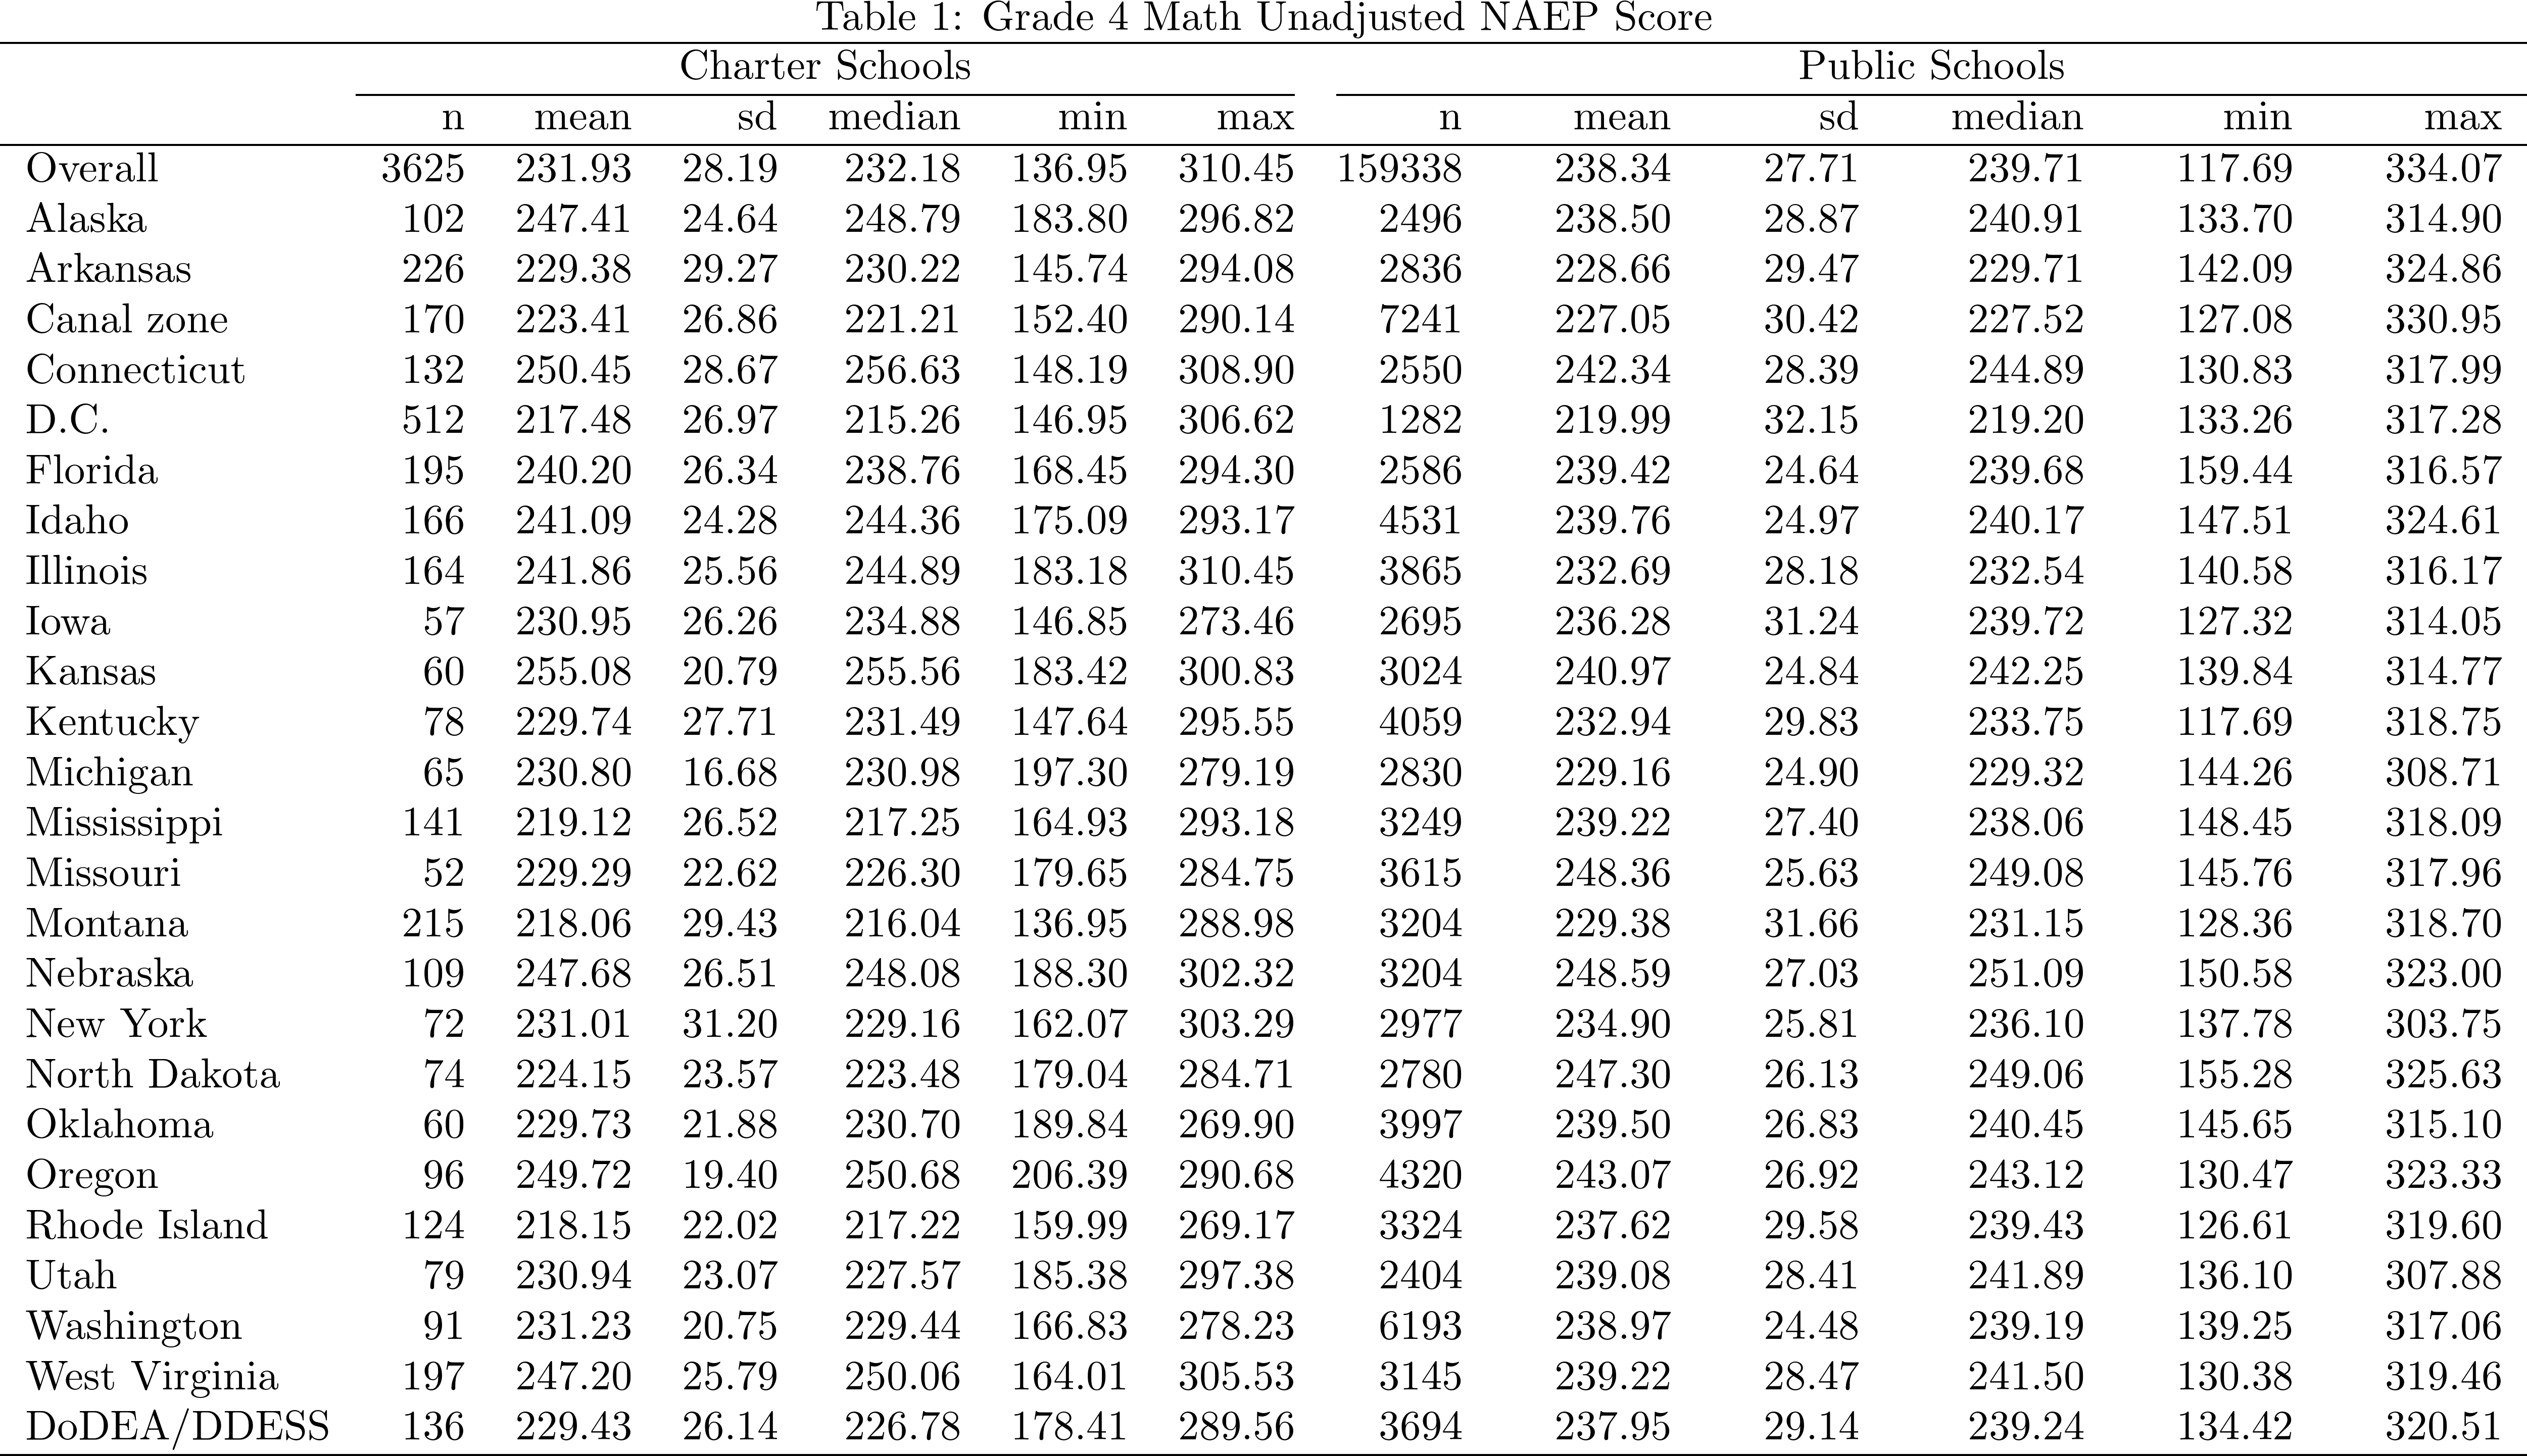 Table 1: Grade 4 Math Unadjusted NAEP Score
Charter Schools Public Schools
n mean sd median min max n mean sd median min max
Overall 3625 231.93 28.19 232.18 136.95 310.45 159338 238.34 27.71 239.71 117.69 334.07
Alaska 102 247.41 24.64 248.79 183.80 296.82 2496 238.50 28.87 240.91 133.70 314.90
Arkansas 226 229.38 29.27 230.22 145.74 294.08 2836 228.66 29.47 229.71 142.09 324.86
Canal zone 170 223.41 26.86 221.21 152.40 290.14 7241 227.05 30.42 227.52 127.08 330.95
Connecticut 132 250.45 28.67 256.63 148.19 308.90 2550 242.34 28.39 244.89 130.83 317.99
D.C. 512 217.48 26.97 215.26 146.95 306.62 1282 219.99 32.15 219.20 133.26 317.28
Florida 195 240.20 26.34 238.76 168.45 294.30 2586 239.42 24.64 239.68 159.44 316.57
Idaho 166 241.09 24.28 244.36 175.09 293.17 4531 239.76 24.97 240.17 147.51 324.61
Illinois 164 241.86 25.56 244.89 183.18 310.45 3865 232.69 28.18 232.54 140.58 316.17
Iowa 57 230.95 26.26 234.88 146.85 273.46 2695 236.28 31.24 239.72 127.32 314.05
Kansas 60 255.08 20.79 255.56 183.42 300.83 3024 240.97 24.84 242.25 139.84 314.77
Kentucky 78 229.74 27.71 231.49 147.64 295.55 4059 232.94 29.83 233.75 117.69 318.75
Michigan 65 230.80 16.68 230.98 197.30 279.19 2830 229.16 24.90 229.32 144.26 308.71
Mississippi 141 219.12 26.52 217.25 164.93 293.18 3249 239.22 27.40 238.06 148.45 318.09
Missouri 52 229.29 22.62 226.30 179.65 284.75 3615 248.36 25.63 249.08 145.76 317.96
Montana 215 218.06 29.43 216.04 136.95 288.98 3204 229.38 31.66 231.15 128.36 318.70
Nebraska 109 247.68 26.51 248.08 188.30 302.32 3204 248.59 27.03 251.09 150.58 323.00
New York 72 231.01 31.20 229.16 162.07 303.29 2977 234.90 25.81 236.10 137.78 303.75
North Dakota 74 224.15 23.57 223.48 179.04 284.71 2780 247.30 26.13 249.06 155.28 325.63
Oklahoma 60 229.73 21.88 230.70 189.84 269.90 3997 239.50 26.83 240.45 145.65 315.10
Oregon 96 249.72 19.40 250.68 206.39 290.68 4320 243.07 26.92 243.12 130.47 323.33
Rhode Island 124 218.15 22.02 217.22 159.99 269.17 3324 237.62 29.58 239.43 126.61 319.60
Utah 79 230.94 23.07 227.57 185.38 297.38 2404 239.08 28.41 241.89 136.10 307.88
Washington 91 231.23 20.75 229.44 166.83 278.23 6193 238.97 24.48 239.19 139.25 317.06
West Virginia 197 247.20 25.79 250.06 164.01 305.53 3145 239.22 28.47 241.50 130.38 319.46
DoDEA/DDESS 136 229.43 26.14 226.78 178.41 289.56 3694 237.95 29.14 239.24 134.42 320.51